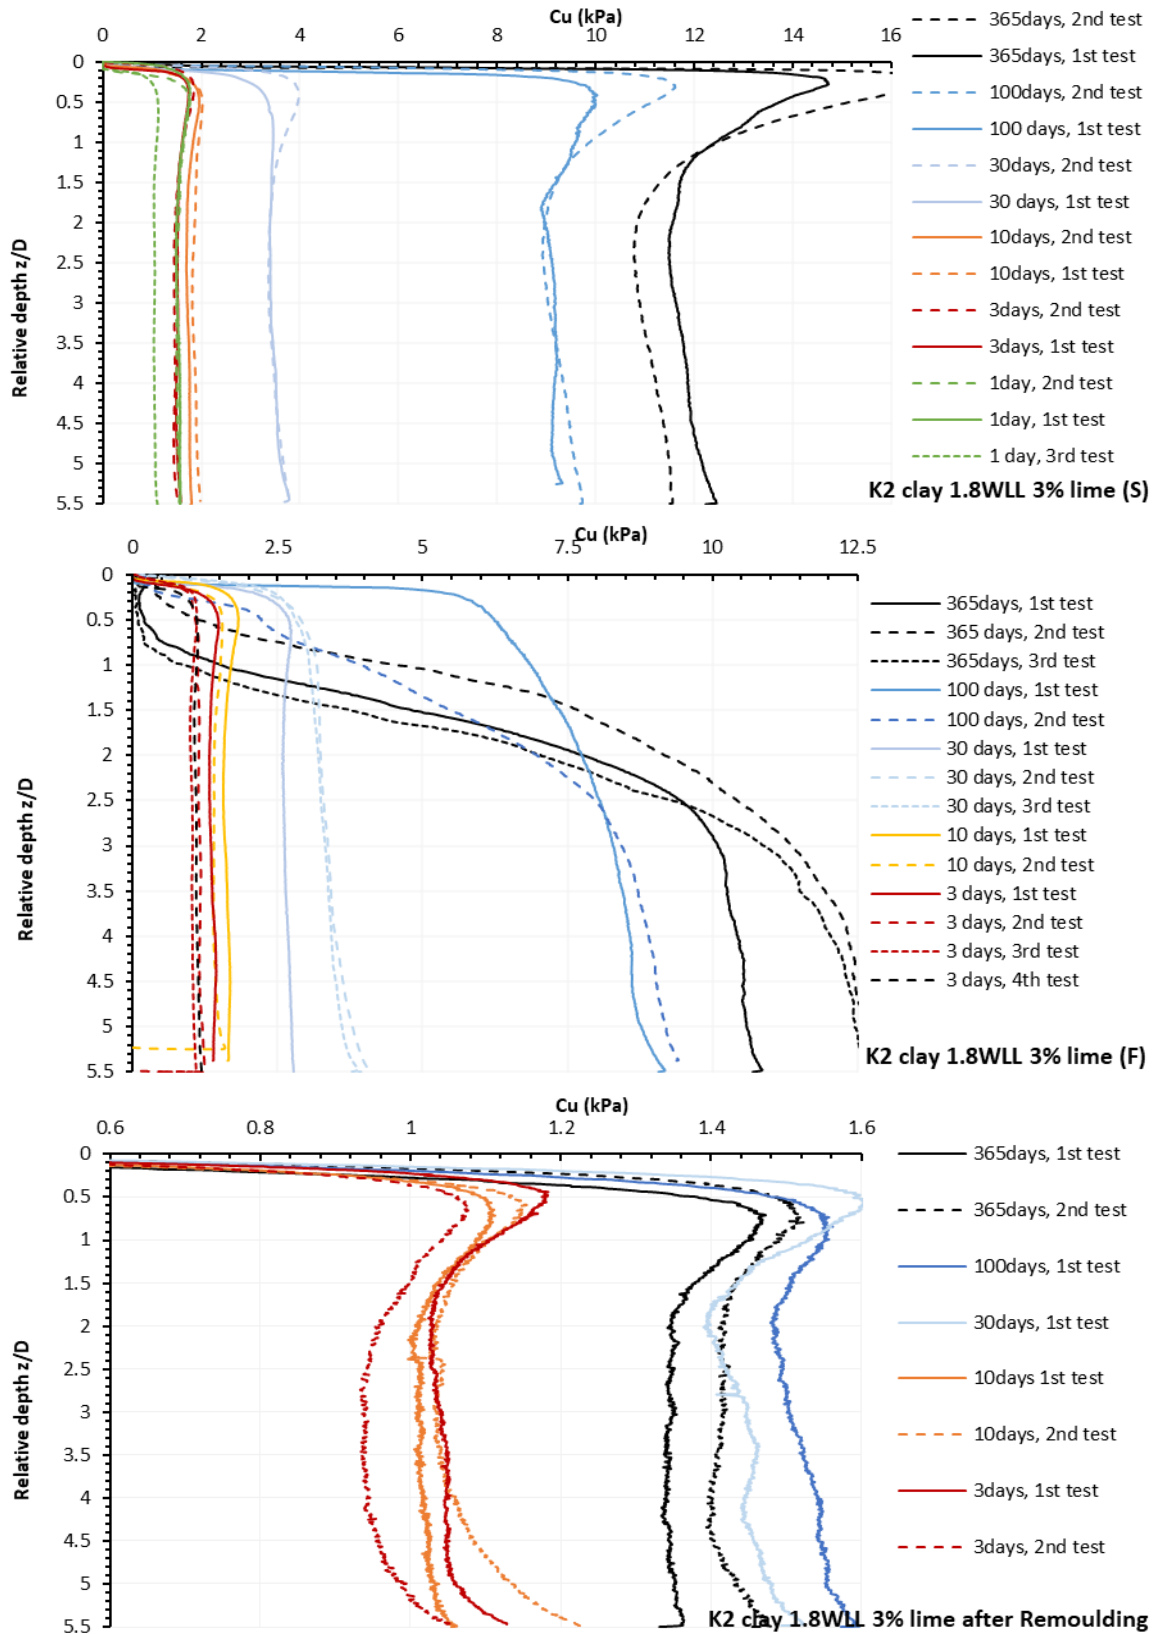 Cu (kPa)
0 2 4 6 8 10 12 14 16
0
0.5
1
1.5
2
2.5
3
3.5
4
4.5
5
5.5
Relative depth z/D
365days, 2nd test
365days, 1st test
100days, 2nd test
100 days, 1st test
30days, 2nd test
30 days, 1st test
10days, 2nd test
10days, 1st test
3days, 2nd test
3days, 1st test
1day, 2nd test
1day, 1st test
1 day, 3rd test
K2 clay 1.8WLL 3% lime (S)
Cu (kPa)
0 2.5 5 7.5 10 12.5
0
0.5
1
1.5
2
2.5
3
3.5
4
4.5
5
5.5
Relative depth z/D
365days, 1st test
365 days, 2nd test
365days, 3rd test
100 days, 1st test
100 days, 2nd test
30 days, 1st test
30 days, 2nd test
30 days, 3rd test
10 days, 1st test
10 days, 2nd test
3 days, 1st test
3 days, 2nd test
3 days, 3rd test
3 days, 4th test
K2 clay 1.8WLL 3% lime (F)
Cu (kPa)
0.6 0.8 1 1.2 1.4 1.6
0
0.5
1
1.5
2
2.5
3
3.5
4
4.5
5
5.5
Relative depth z/D
365days, 1st test
365days, 2nd test
100days, 1st test
30days, 1st test
10days 1st test
10days, 2nd test
3days, 1st test
3days, 2nd test
K2 clay 1.8WLL 3% lime after Remoulding